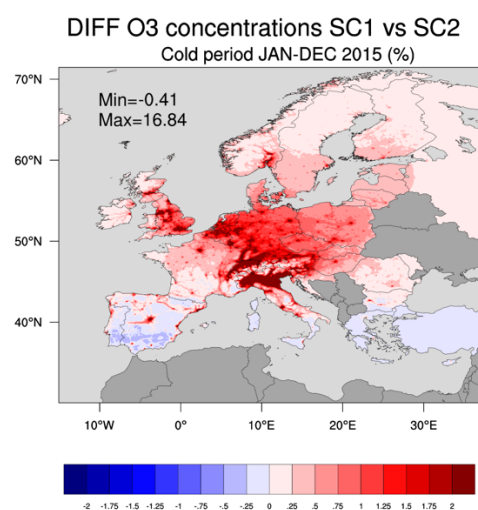 DIFF O3 concentrations SC1 vs SC2
Cold period JAN-DEC 2015 (%)
Min=-0.41
Max=16.84
70°N
60°N
50°N
40°N
10°W 0° 10°E 20°E 30°E
-2 -1.75 -1.5 -1.25 -1 -.75 -.5 -.25 0 .25 .5 .75 1 1.25 1.5 1.75 2